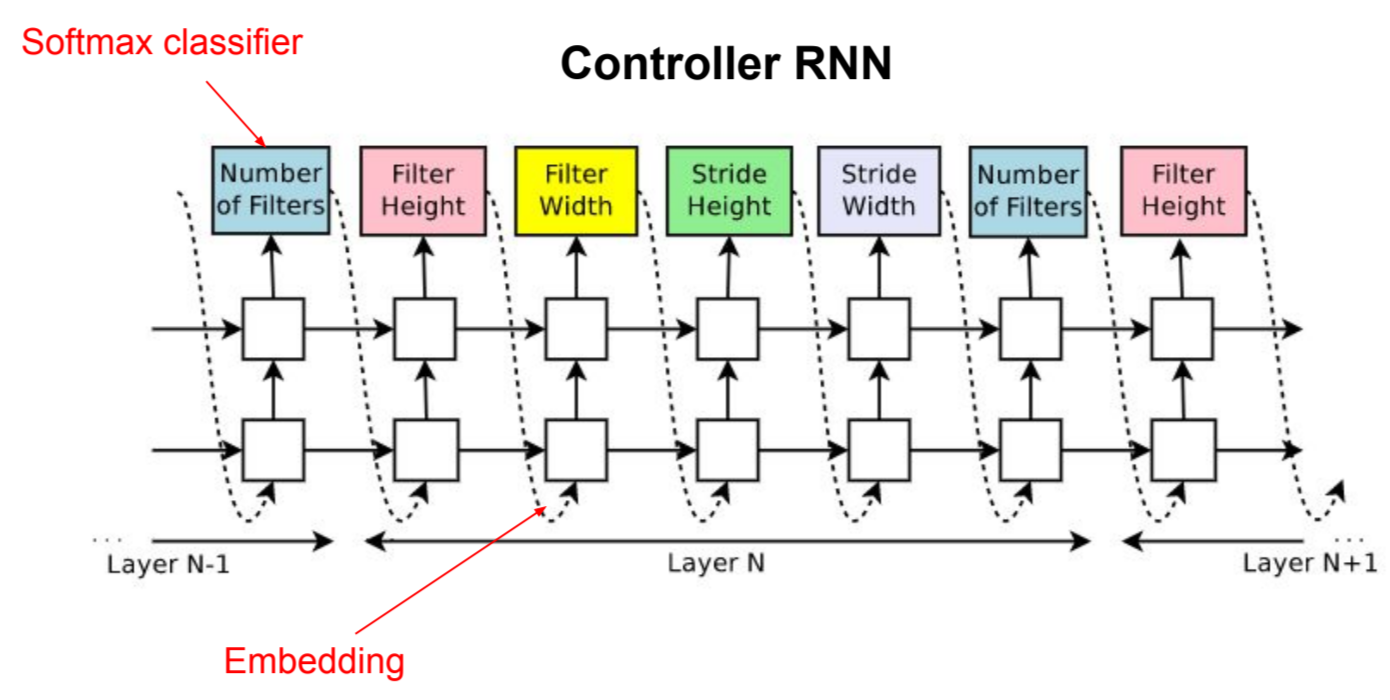 Softmax classifier
Controller RNN
Number
of Filters
Filter
Height
Filter
Width
Stride
Height
Stride
Width
Number
of Filters
Filter
Height
...
Layer N-1
Layer N
...
Layer N+1
Embedding